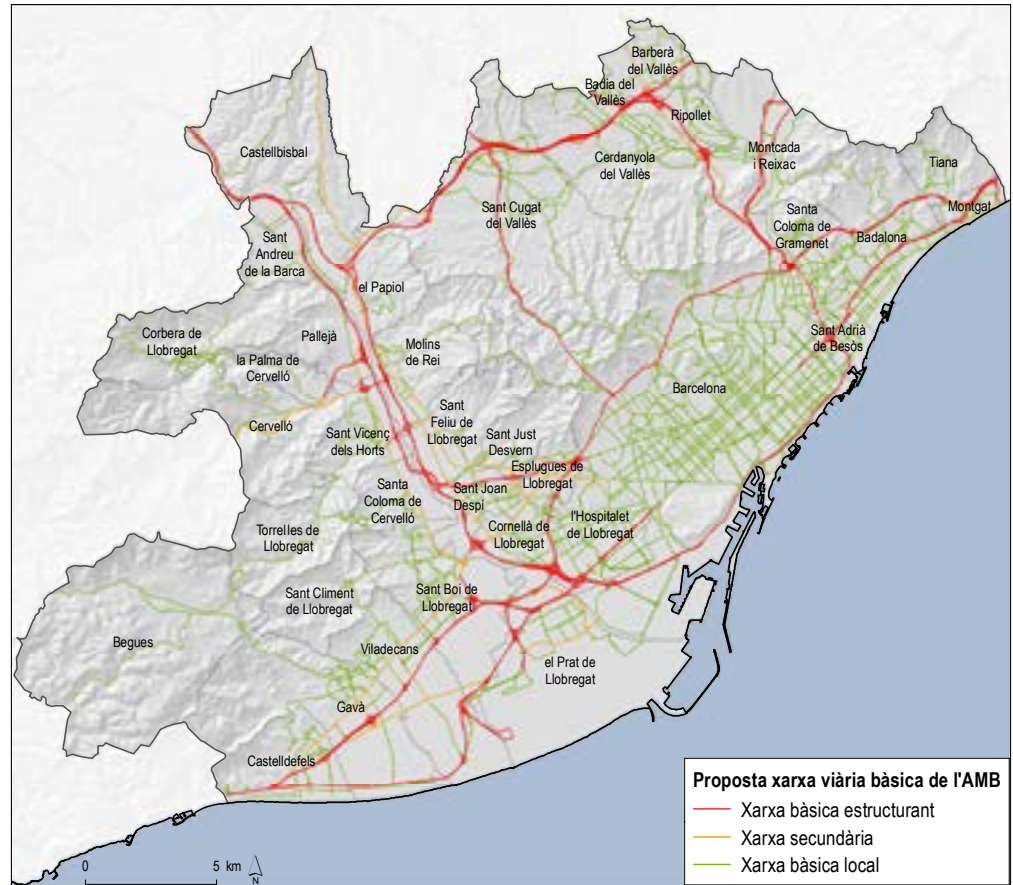 Barberà
del Vallès
Badia del
Vallès
Ripollet
Castellbisbal
Cerdanyola
del Vallès
Montcada
i Reixac
Tiana
Sant Cugat
del Vallès
Santa
Coloma de
Gramenet
Montgat
Badalona
Sant
Andreu
de la Barca
el Papiol
Corbera de
Llobregat
Pallejà
Molins
de Rei
Sant Adrià
de Besòs
la Palma de
Cervelló
Barcelona
Cervelló
Sant Vicenç
dels Horts
Sant
Feliu de
Llobregat
Sant Just
Desvern
Esplugues de
Llobregat
Santa
Coloma de
Cervelló
Sant Joan
Despí
Torrelles de
Llobregat
Cornellà de
Llobregat
l'Hospitalet
de Llobregat
Sant Climent
de Llobregat
Sant Boi de
Llobregat
Begues
Viladecans
el Prat de
Llobregat
Gavà
Castelldefels
Proposta xarxa viària bàsica de l'AMB
Xarxa bàsica estructurant
Xarxa secundària
Xarxa bàsica local
0 5 km
N